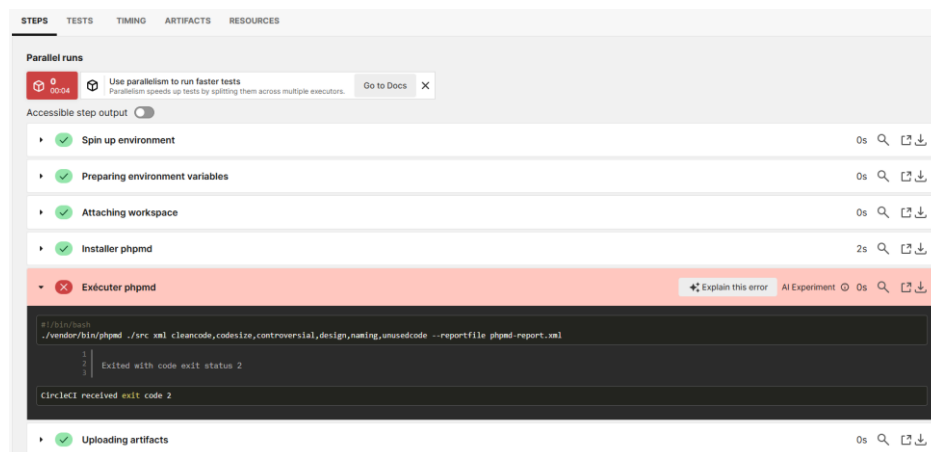 STEPS TESTS TIMING ARTIFACTS RESOURCES
Parallel runs
0
00:04
Use parallelism to run faster tests
Parallelism speeds up tests by splitting them across multiple executors.
Go to Docs
Accessible step output
Spin up environment 0s
Preparing environment variables 0s
Attaching workspace 0s
Installer phpmd 2s
Exécuter phpmd Explain this error AI Experiment 0s
#!/bin/bash
./vendor/bin/phpmd ./src xml cleancode,codesize,controversial,design,naming,unusedcode --reportfile phpmd-report.xml
1
2 Exited with code exit status 2
3
CircleCI received exit code 2
Uploading artifacts 0s